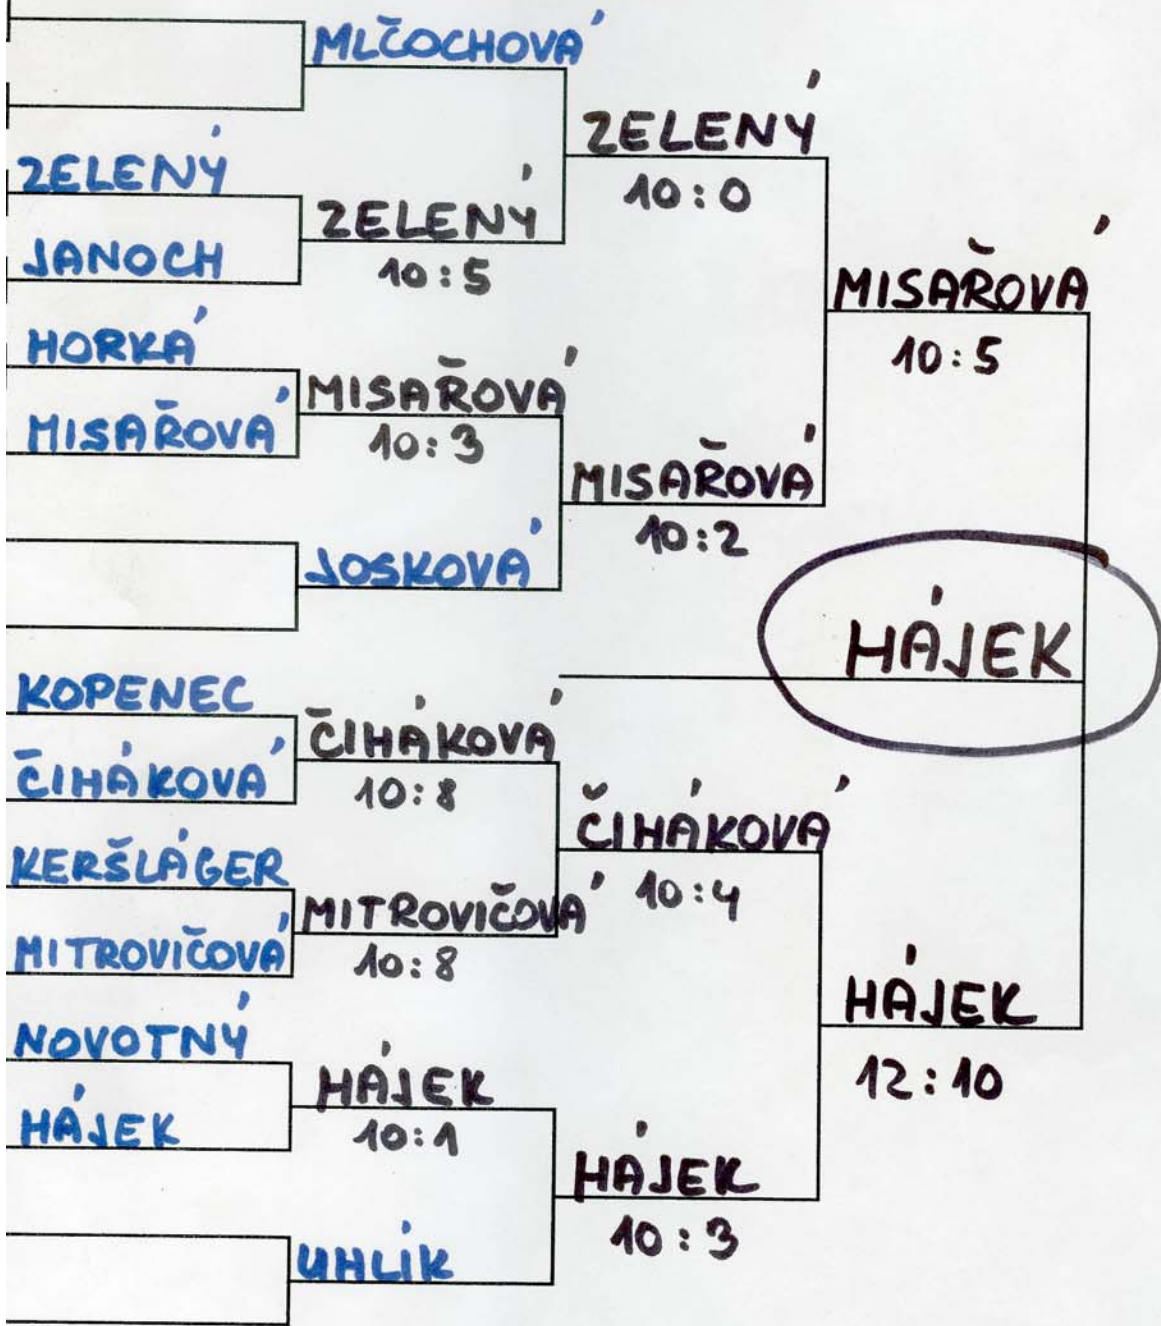 MLČOCHOVÁ
ZELENÝ
10:0
ZELENÝ
JANOCH
ZELENÝ
10:5
MISAŘOVÁ
10:5
HORKÁ
MISAŘOVÁ
MISAŘOVÁ
10:3
MISAŘOVÁ
10:2
JOSKOVÁ
HÁJEK
KOPENEC
ČIHÁKOVÁ
ČIHÁKOVÁ
10:8
ČIHÁKOVÁ
10:4
KERŠLÁGER
MITROVIČOVÁ
MITROVIČOVÁ
10:8
HÁJEK
12:10
NOVOTNÝ
HÁJEK
HÁJEK
10:1
HÁJEK
10:3
UHLÍK